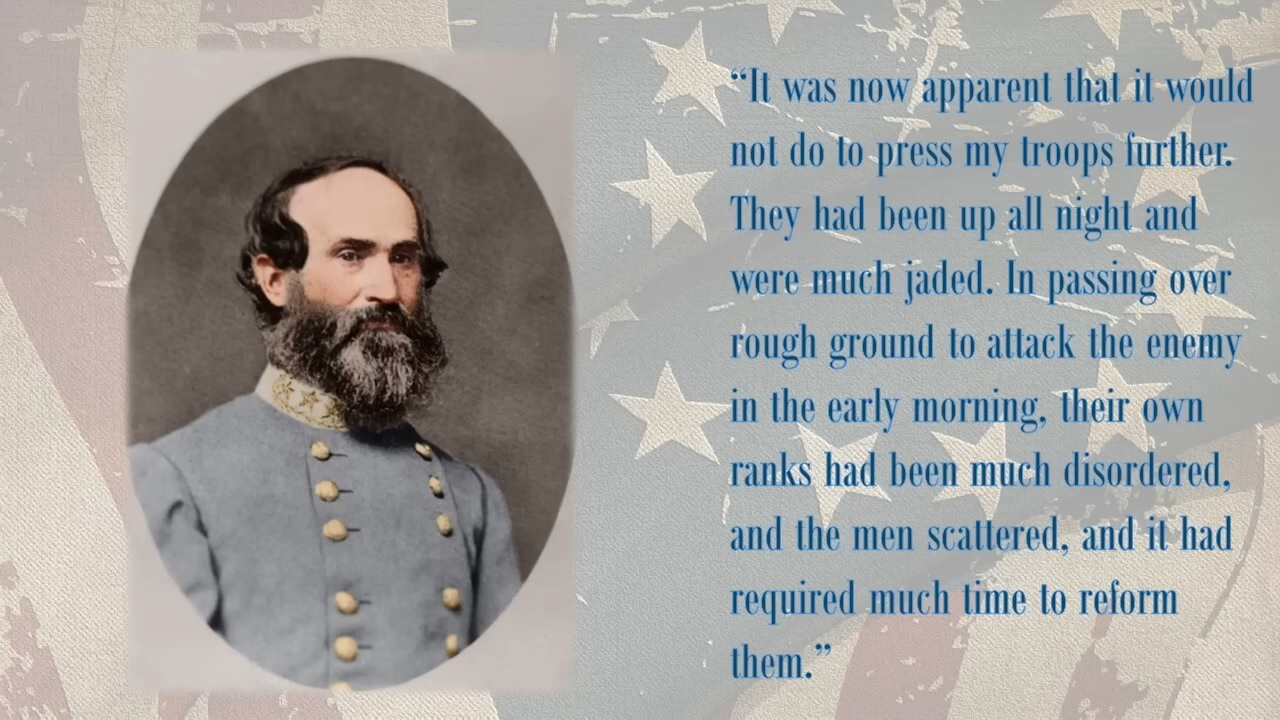 “It was now apparent that it would
not do to press my troops further.
They had been up all night and
were much jaded. In passing over
rough ground to attack the enemy
in the early morning, their own
ranks had been much disordered,
and the men scattered, and it had
required much time to reform
them.”